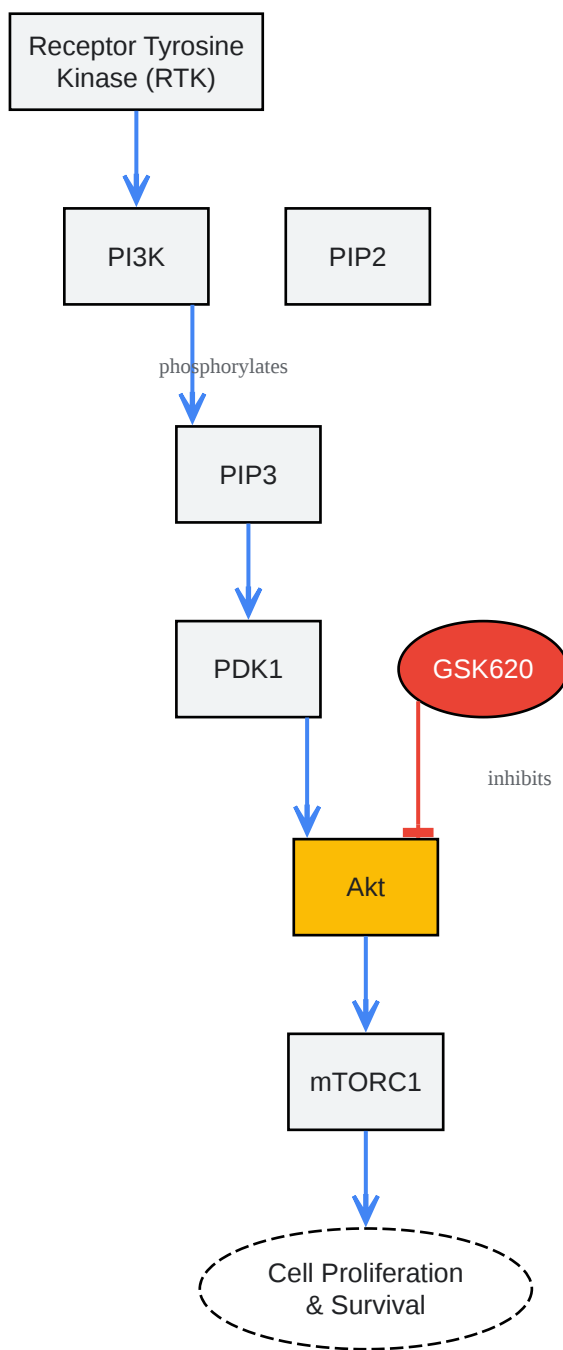 Receptor Tyrosine
Kinase (RTK)
PI3K
PIP2
phosphorylates
PIP3
PDK1
GSK620
inhibits
Akt
mTORC1
Cell Proliferation
& Survival